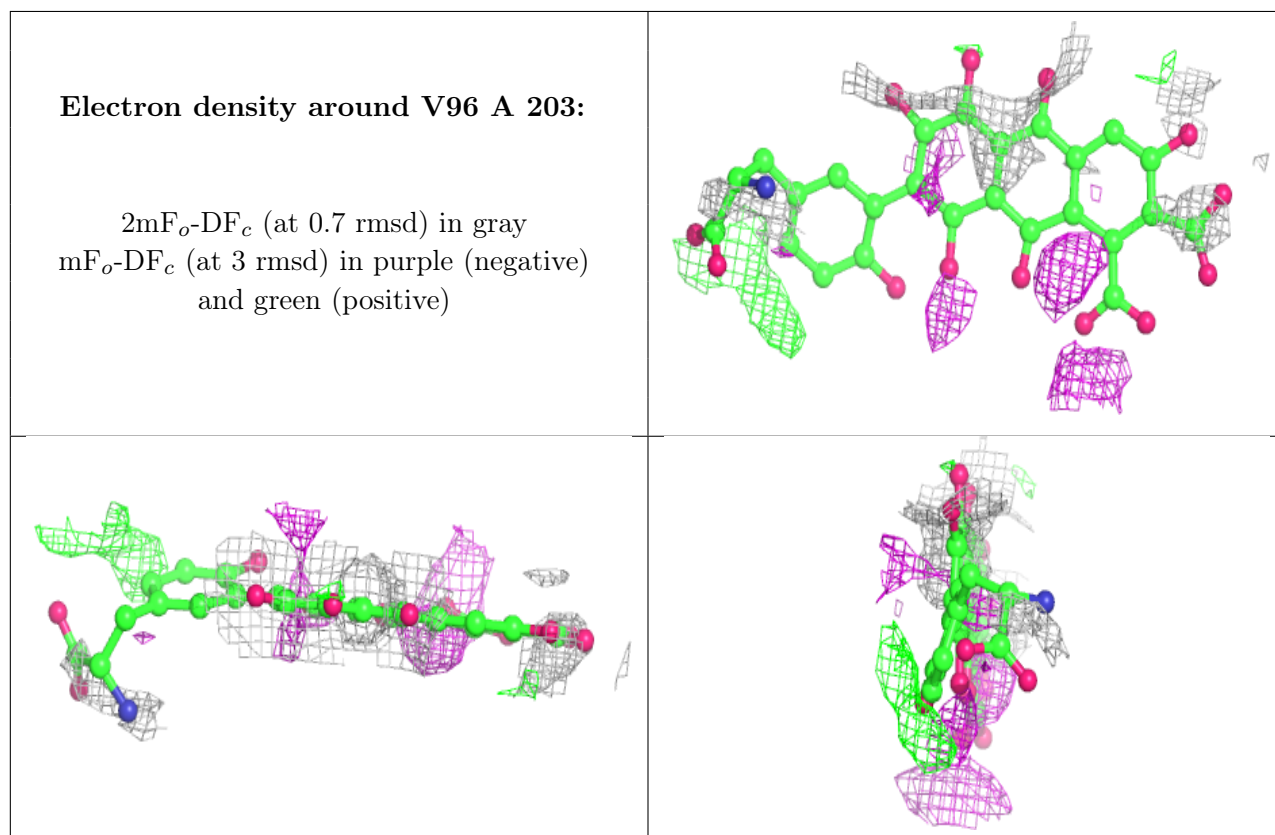 Electron density around V96 A 203:
2mFₒ-DF𝒸 (at 0.7 rmsd) in gray
mFₒ-DF𝒸 (at 3 rmsd) in purple (negative)
and green (positive)